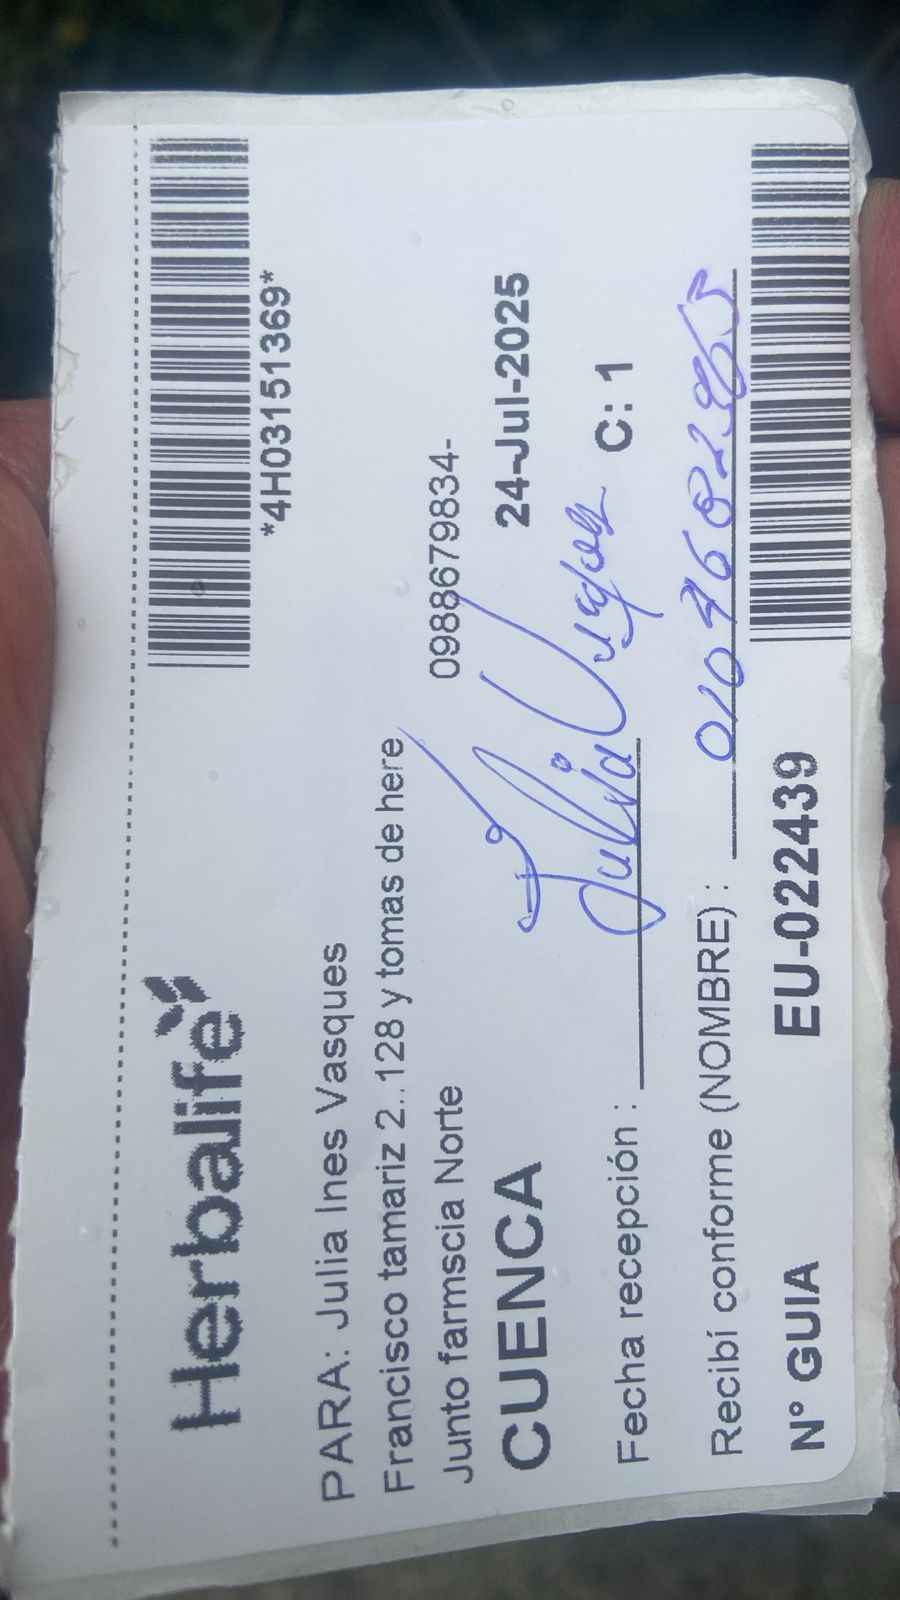 Herbalife
*4H03151369*
PARA: Julia Ines Vasques
Francisco tamariz 2..128 y tomas de here
Junto farmscia Norte 0988679834-
CUENCA 24-Jul-2025
Fecha recepción : Julia Vasques C: 1
Recibí conforme (NOMBRE) :
N° GUIA EU-022439